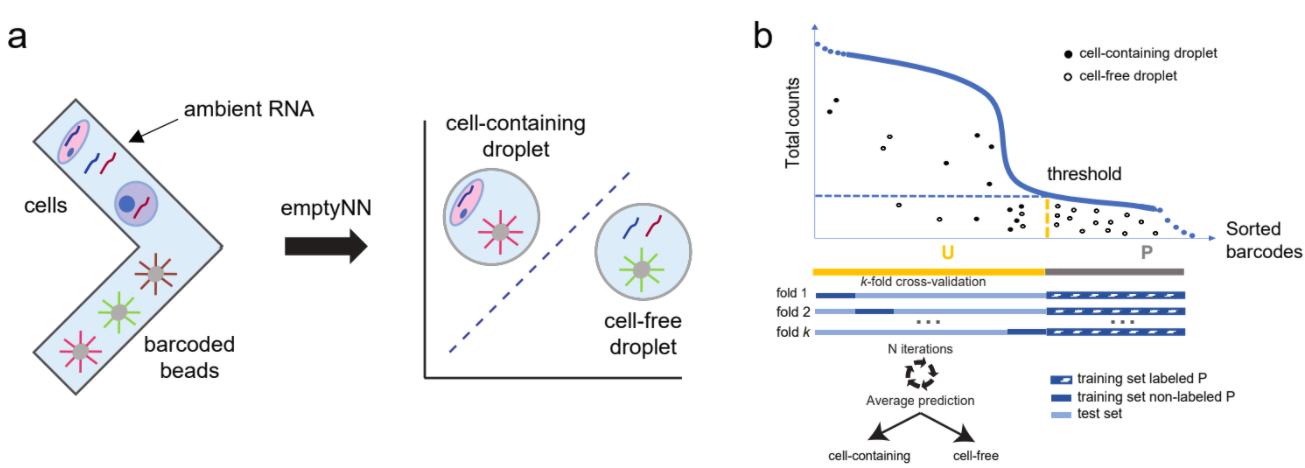 a
ambient RNA
cells
barcoded
beads
emptyNN
cell-containing
droplet
cell-free
droplet
b
Total counts
cell-containing droplet
cell-free droplet
threshold
Sorted
barcodes
U
P
k-fold cross-validation
fold 1
fold 2
...
...
fold k
N iterations
Average prediction
cell-containing
cell-free
training set labeled P
training set non-labeled P
test set